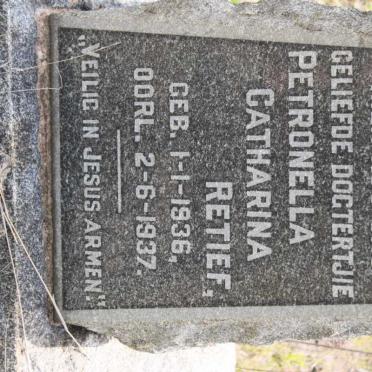 GELIEFDE DOGTERTJIE
PETRONELLA
CATHARINA
RETIEF,
GEB. 1-1-1936,
OORL. 2-6-1937.
"VEILIG IN JESUS ARMEN."